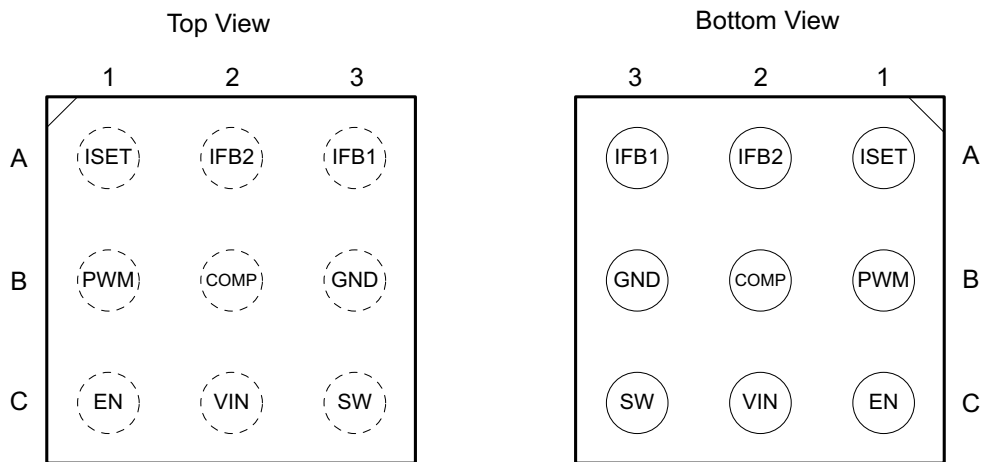 Top View
Bottom View
1 2 3
3 2 1
A ISET IFB2 IFB1
IFB1 IFB2 ISET A
B PWM COMP GND
GND COMP PWM B
C EN VIN SW
SW VIN EN C